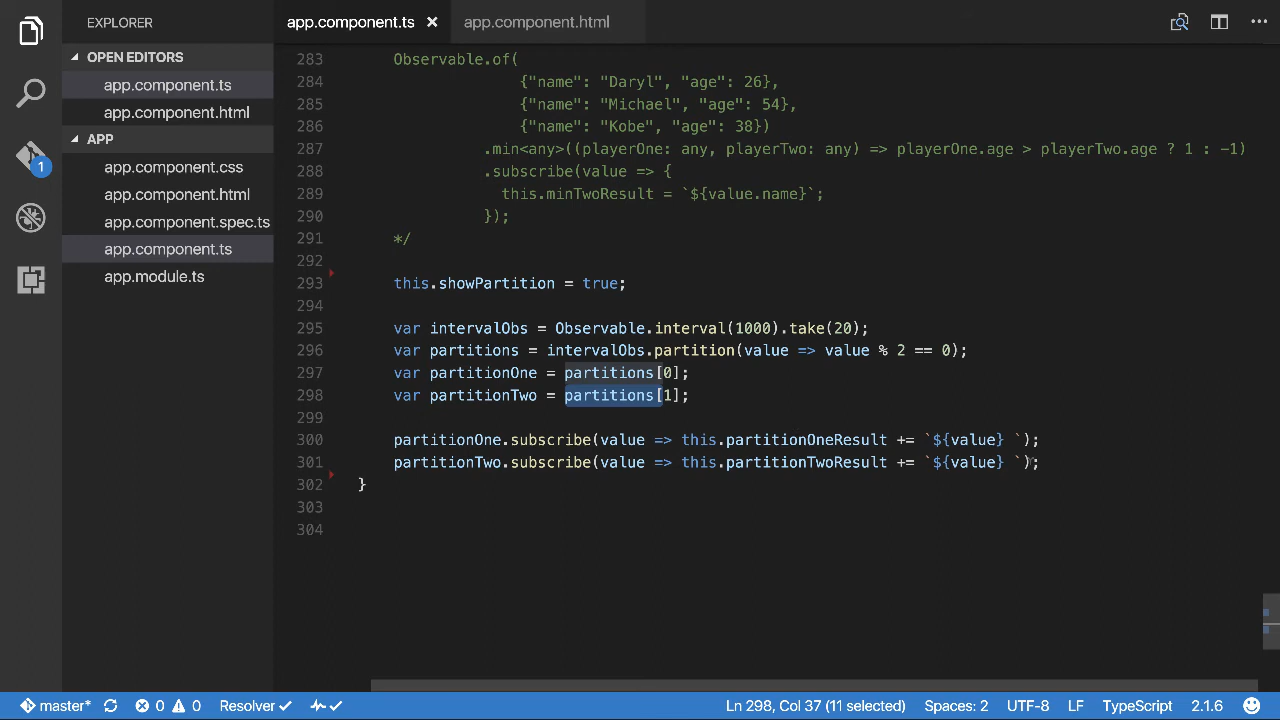 EXPLORER
OPEN EDITORS
app.component.ts
app.component.html
APP
app.component.css
app.component.html
app.component.spec.ts
app.component.ts
app.module.ts
1
app.component.ts
app.component.html
283 Observable.of(
284 {"name": "Daryl", "age": 26},
285 {"name": "Michael", "age": 54},
286 {"name": "Kobe", "age": 38})
287 .min<any>((playerOne: any, playerTwo: any) => playerOne.age > playerTwo.age ? 1 : -1)
288 .subscribe(value => {
289 this.minTwoResult = `${value.name}`;
290 });
291 */
292
293 this.showPartition = true;
294
295 var intervalObs = Observable.interval(1000).take(20);
296 var partitions = intervalObs.partition(value => value % 2 == 0);
297 var partitionOne = partitions[0];
298 var partitionTwo = partitions[1];
299
300 partitionOne.subscribe(value => this.partitionOneResult += `${value} `);
301 partitionTwo.subscribe(value => this.partitionTwoResult += `${value} `);
302 }
303
304
master* 0 0 Resolver Ln 298, Col 37 (11 selected) Spaces: 2 UTF-8 LF TypeScript 2.1.6